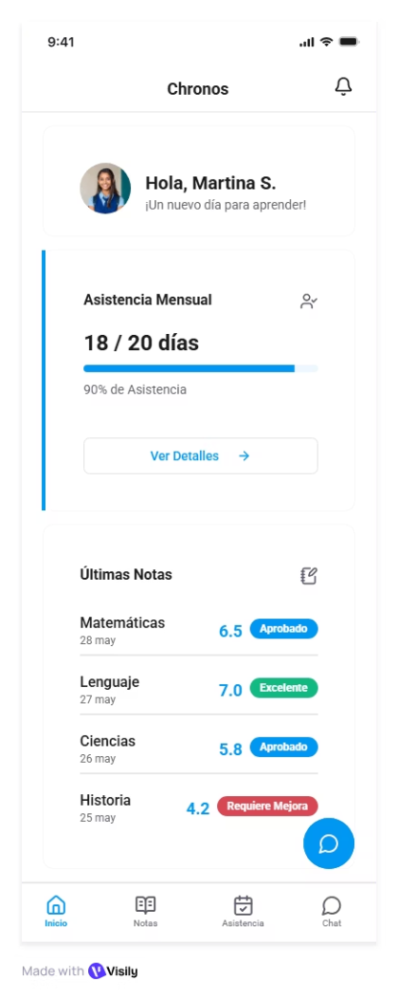 9:41
Chronos
Hola, Martina S.
¡Un nuevo día para aprender!
Asistencia Mensual
18 / 20 días
90% de Asistencia
Ver Detalles
Últimas Notas
Matemáticas
28 may
6.5 Aprobado
Lenguaje
27 may
7.0 Excelente
Ciencias
26 may
5.8 Aprobado
Historia
25 may
4.2 Requiere Mejora
Inicio Notas Asistencia Chat
Made with Visily